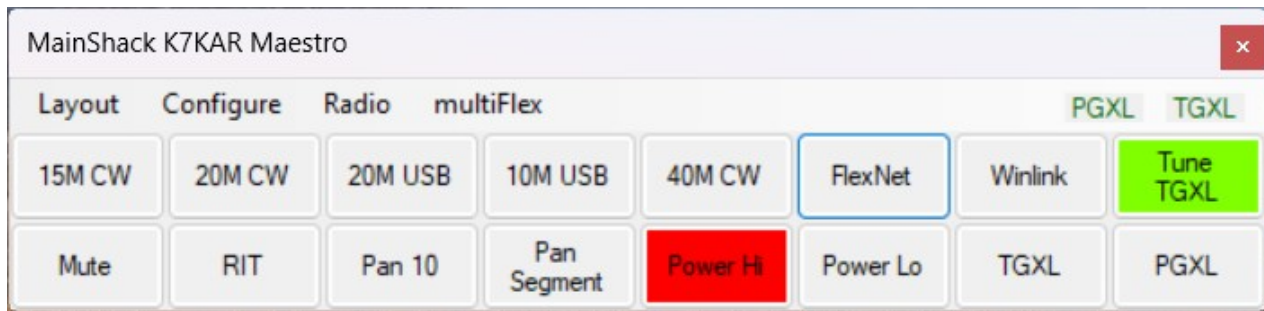 MainShack K7KAR Maestro
x
Layout Configure Radio multiFlex PGXL TGXL
15M CW 20M CW 20M USB 10M USB 40M CW FlexNet Winlink Tune TGXL
Mute RIT Pan 10 Pan Segment Power Hi Power Lo TGXL PGXL